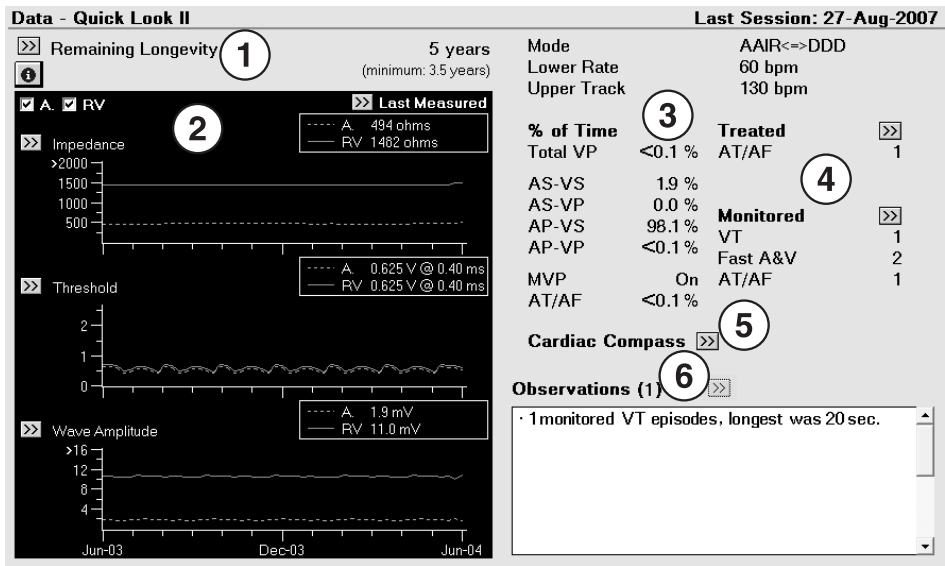 Data - Quick Look II
Last Session: 27-Aug-2007
>> Remaining Longevity 1 5 years
(minimum: 3.5 years)
Mode AAIR<=>DDD
Lower Rate 60 bpm
Upper Track 130 bpm
A. RV 2 >> Last Measured
A. 494 ohms
RV 1482 ohms
>> Impedance
>2000
1500
1000
500
A. 0.625 V @ 0.40 ms
RV 0.625 V @ 0.40 ms
>> Threshold
2
1
0
A. 1.9 mV
RV 11.0 mV
>> Wave Amplitude
>16
12
8
4
Jun-03 Dec-03 Jun-04
3
% of Time
Total VP <0.1 %
AS-VS 1.9 %
AS-VP 0.0 %
AP-VS 98.1 %
AP-VP <0.1 %
MVP On
AT/AF <0.1 %
Treated >>
AT/AF 1
4
Monitored >>
VT 1
Fast A&V 2
AT/AF 1
5
Cardiac Compass >>
6
Observations (1) >>
· 1 monitored VT episodes, longest was 20 sec.